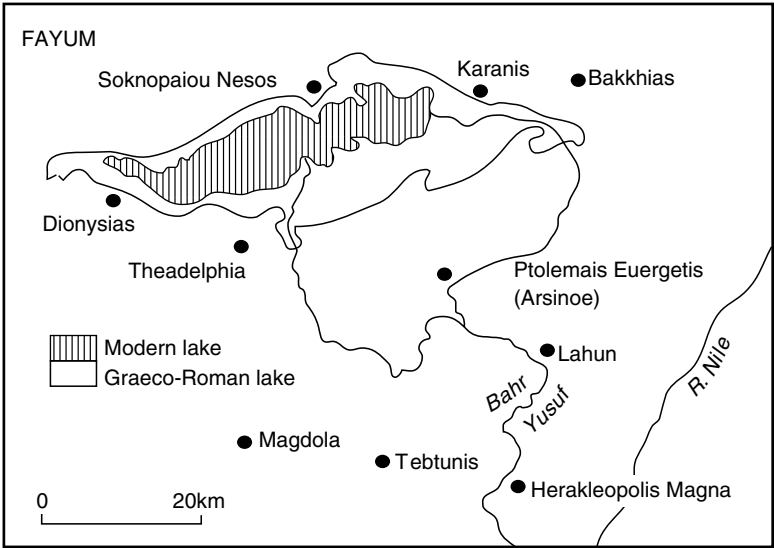 FAYUM
Soknopaiou Nesos
Karanis
Bakkhias
Dionysias
Theadelphia
Ptolemais Euergetis
(Arsinoe)
Modern lake
Graeco-Roman lake
Lahun
Bahr
Yusuf
R. Nile
Magdola
Tebtunis
Herakleopolis Magna
0 20km